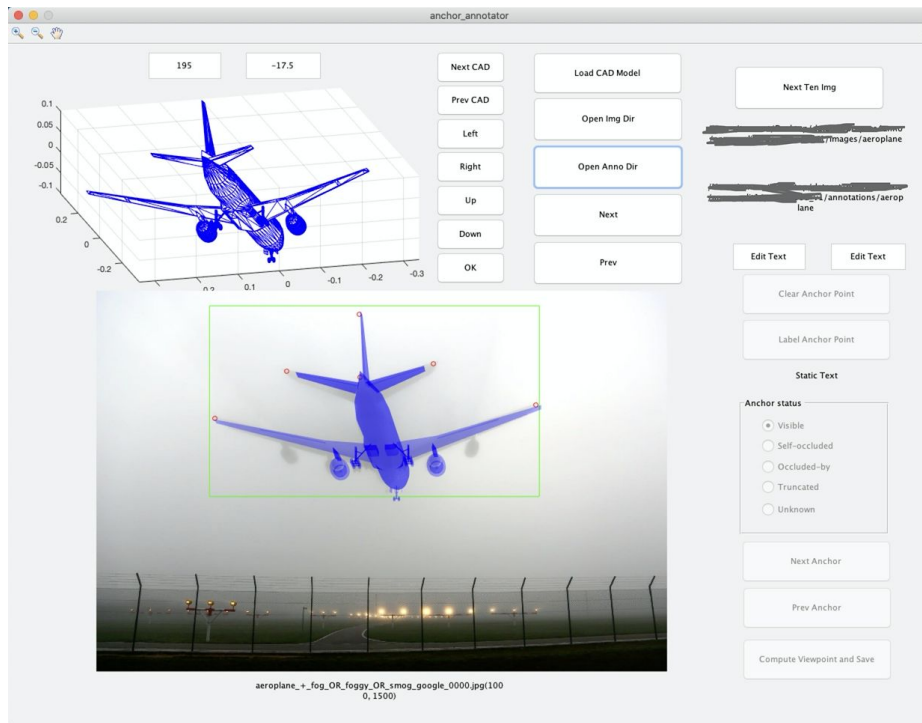 anchor_annotator
195
-17.5
Next CAD
Prev CAD
Left
Right
Up
Down
OK
Load CAD Model
Open Img Dir
Open Anno Dir
Next
Prev
Next Ten Img
/images/aeroplane
/annotations/aerop
lane
Edit Text
Edit Text
Clear Anchor Point
Label Anchor Point
Static Text
Anchor status
Visible
Self-occluded
Occluded-by
Truncated
Unknown
Next Anchor
Prev Anchor
Compute Viewpoint and Save
0.1
0.05
0
-0.05
-0.1
0.2
0
-0.2
0.2
0.1
0
-0.1
-0.2
-0.3
aeroplane_+_fog_OR_foggy_OR_smog_google_0000.jpg(100
0, 1500)